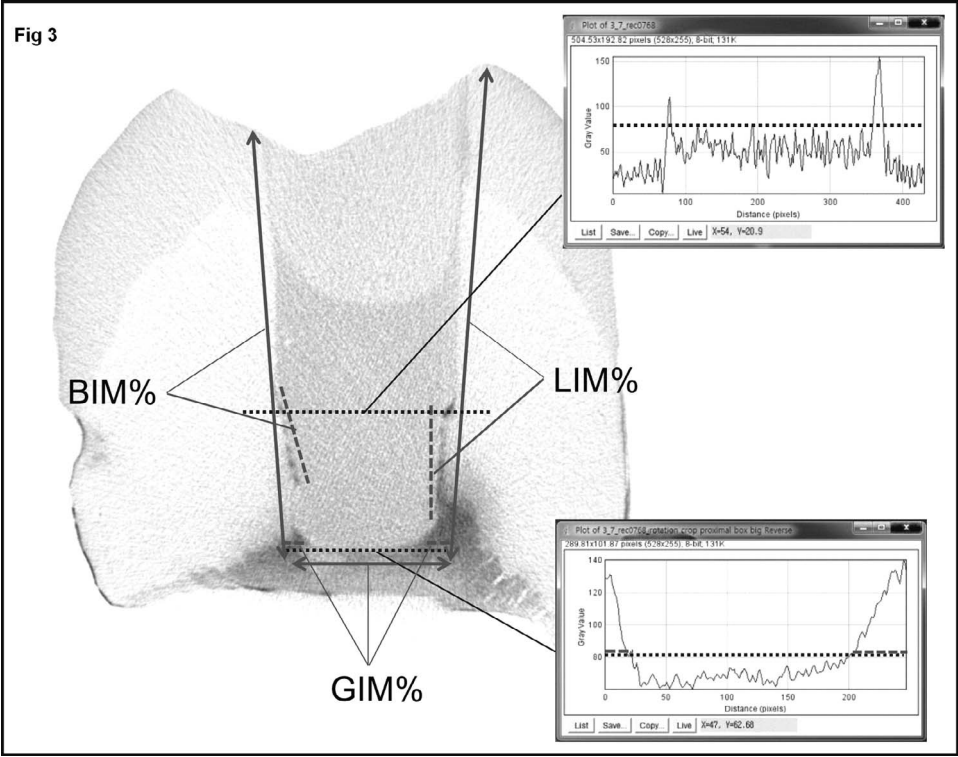 Fig 3
Plot of 3_7_rec0768
504.53x192.82 pixels (528x255), 8-bit, 131K
150
100
50
Gray Value
0
100
200
300
400
Distance (pixels)
List
Save...
Copy...
Live
X=54, Y=20.9
BIM%
LIM%
GIM%
Plot of 3_7_rec0768_rotation crop proximal box big Reverse
289.81x101.87 pixels (528x255), 8-bit, 131K
140
120
100
80
Gray Value
0
50
100
150
200
Distance (pixels)
List
Save...
Copy...
Live
X=47, Y=62.68